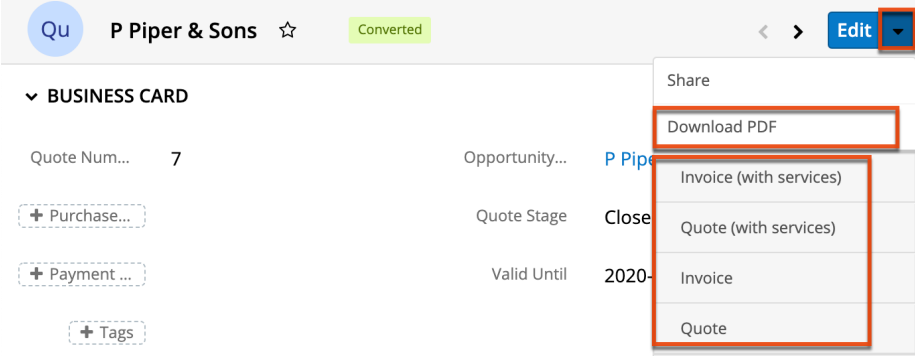 Qu P Piper & Sons Converted Edit
Share
BUSINESS CARD
Download PDF
Quote Num... 7 Opportunity... P Pipe
Invoice (with services)
+ Purchase... Quote Stage Close
Quote (with services)
+ Payment ... Valid Until 2020-
Invoice
+ Tags
Quote